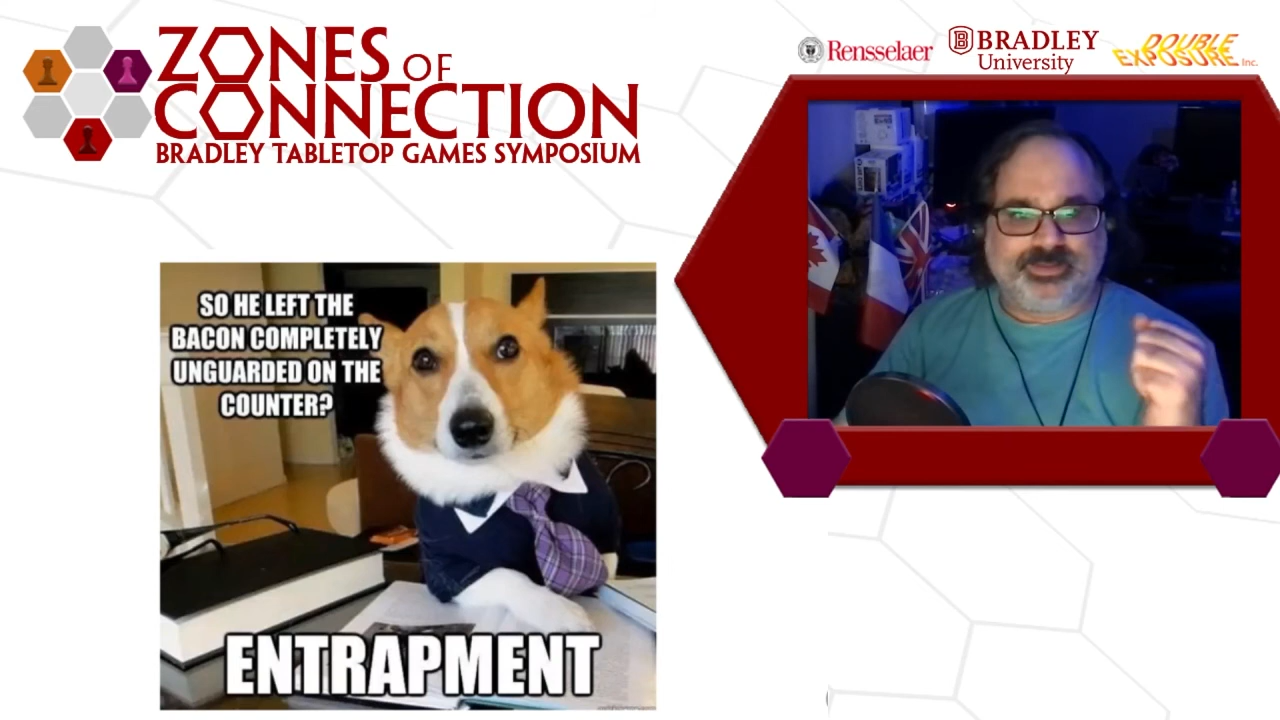 ZONES OF
CONNECTION
BRADLEY TABLETOP GAMES SYMPOSIUM
Rensselaer
BRADLEY
University
DOUBLE
EXPOSURE Inc.
SO HE LEFT THE
BACON COMPLETELY
UNGUARDED ON THE
COUNTER?
ENTRAPMENT